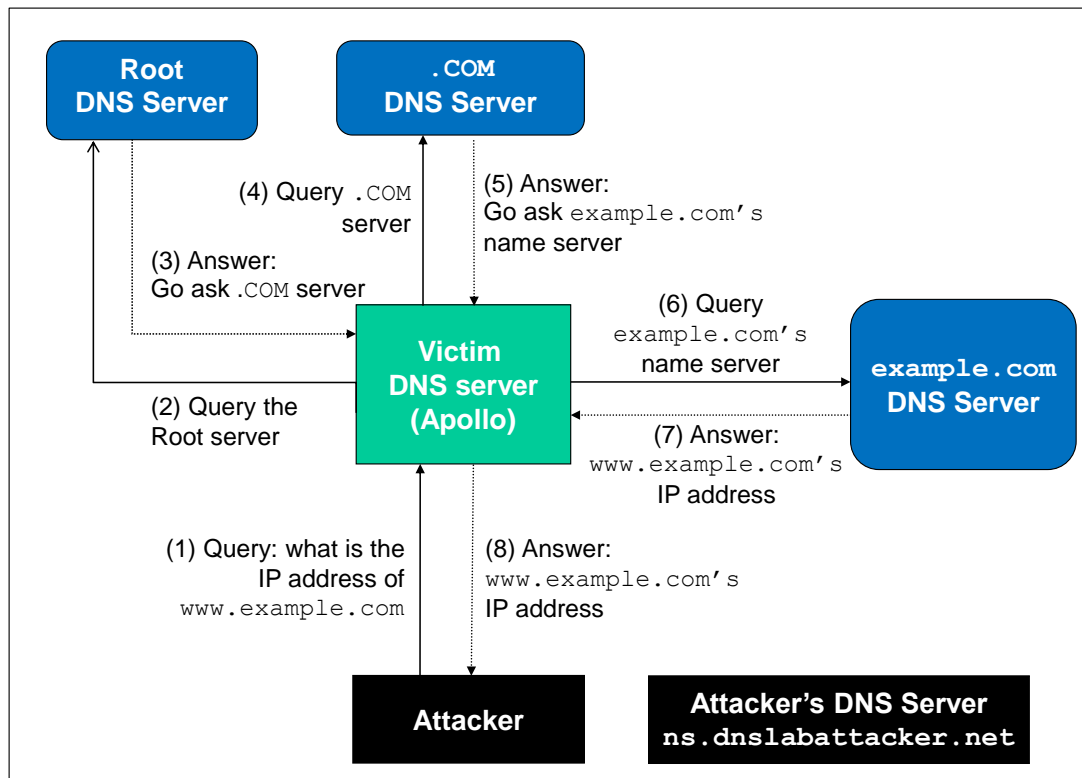 Root
DNS Server
.COM
DNS Server
(4) Query .COM
server
(5) Answer:
Go ask example.com's
name server
(3) Answer:
Go ask .COM server
(6) Query
example.com's
name server
Victim
DNS server
(Apollo)
example.com
DNS Server
(2) Query the
Root server
(7) Answer:
www.example.com's
IP address
(1) Query: what is the
IP address of
www.example.com
(8) Answer:
www.example.com's
IP address
Attacker
Attacker's DNS Server
ns.dnslabattacker.net